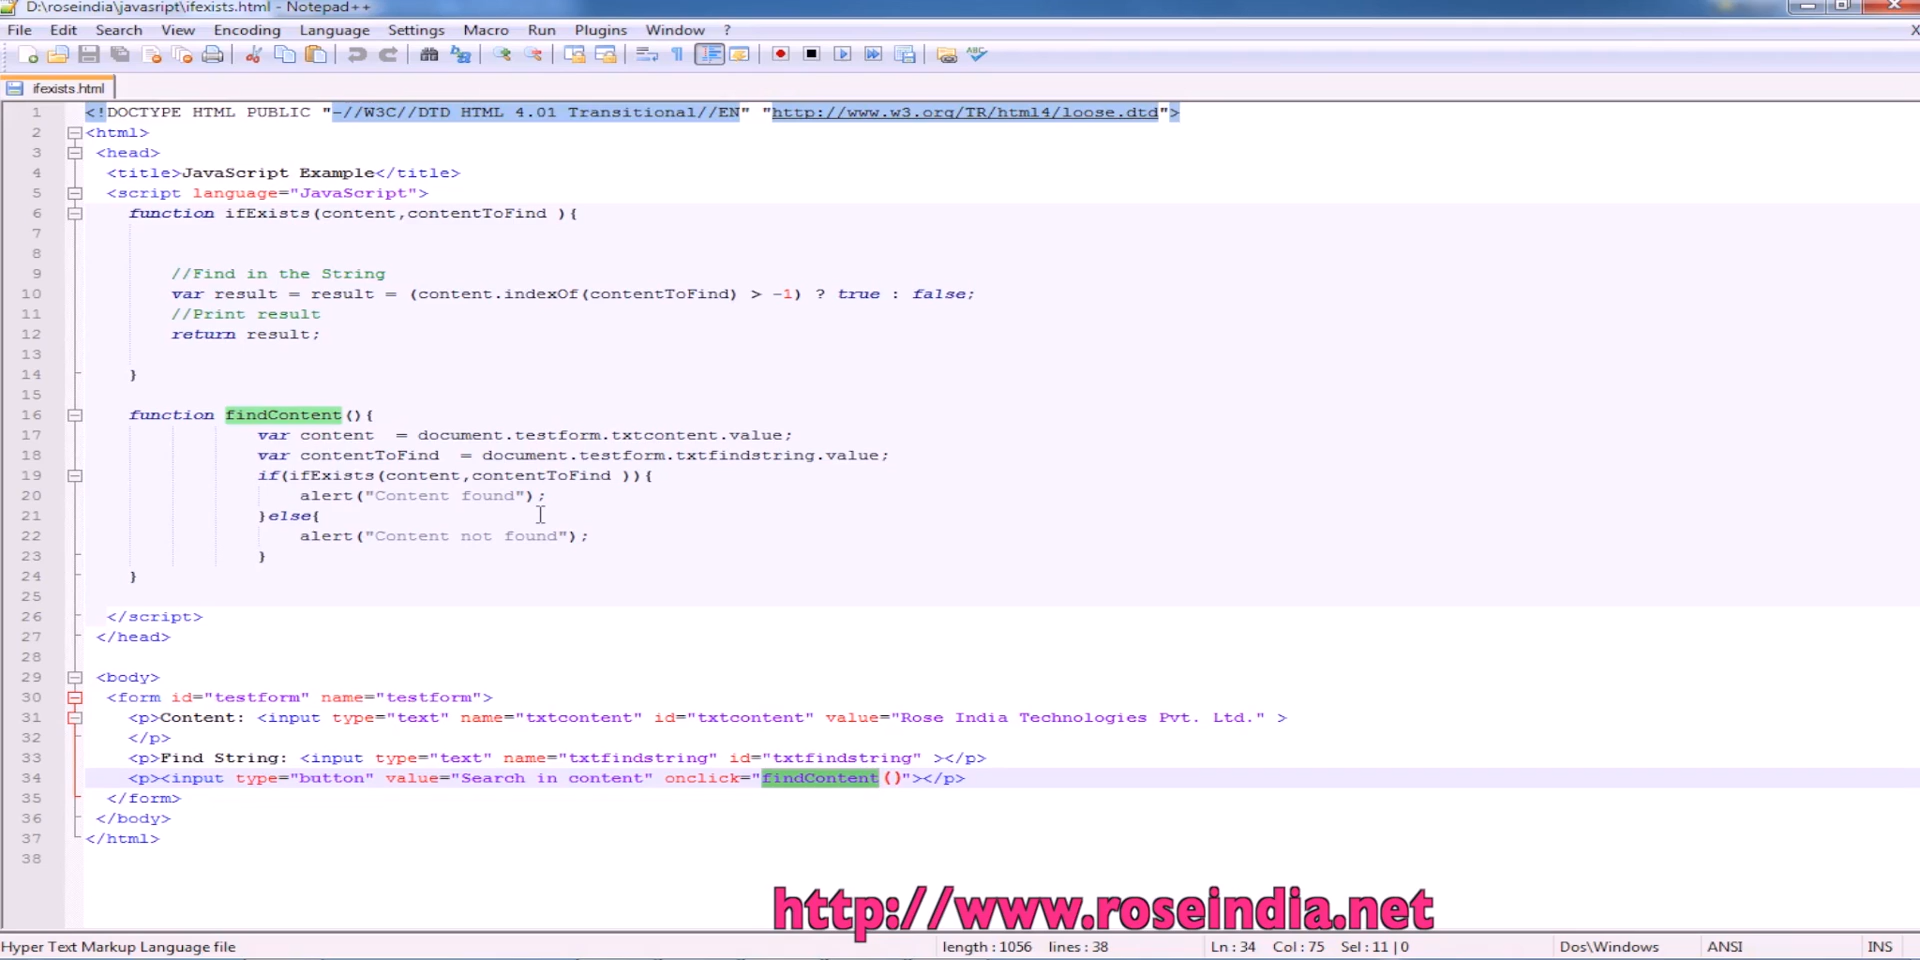 D:\roseindia\javasript\ifexists.html - Notepad++
File Edit Search View Encoding Language Settings Macro Run Plugins Window ? X
ifexists.html
1 <!DOCTYPE HTML PUBLIC "-//W3C//DTD HTML 4.01 Transitional//EN" "http://www.w3.org/TR/html4/loose.dtd">
2 <html>
3 <head>
4 <title>JavaScript Example</title>
5 <script language="JavaScript">
6 function ifExists(content,contentToFind ){
7
8
9 //Find in the String
10 var result = result = (content.indexOf(contentToFind) > -1) ? true : false;
11 //Print result
12 return result;
13
14 }
15
16 function findContent(){
17 var content  = document.testform.txtcontent.value;
18 var contentToFind  = document.testform.txtfindstring.value;
19 if(ifExists(content,contentToFind )){
20 alert("Content found");
21 }else{
22 alert("Content not found");
23 }
24 }
25
26 </script>
27 </head>
28
29 <body>
30 <form id="testform" name="testform">
31 <p>Content: <input type="text" name="txtcontent" id="txtcontent" value="Rose India Technologies Pvt. Ltd." >
32 </p>
33 <p>Find String: <input type="text" name="txtfindstring" id="txtfindstring" ></p>
34 <p><input type="button" value="Search in content" onclick="findContent()"></p>
35 </form>
36 </body>
37 </html>
38
http://www.roseindia.net
Hyper Text Markup Language file length : 1056 lines : 38 Ln : 34 Col : 75 Sel : 11 | 0 Dos\Windows ANSI INS